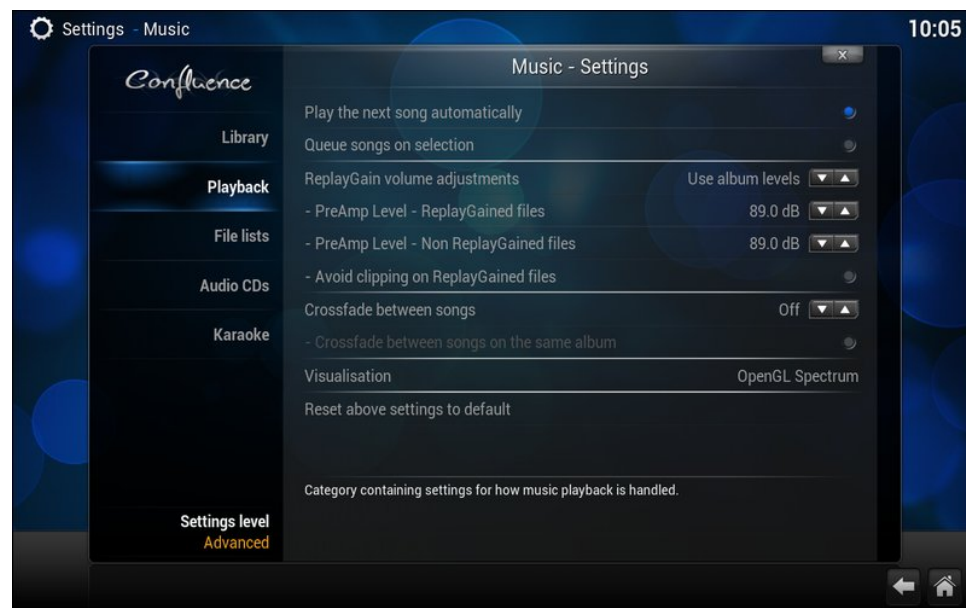 Settings - Music
10:05
Confluence
Music - Settings
x
Library
Playback
File lists
Audio CDs
Karaoke
Settings level
Advanced
Play the next song automatically
Queue songs on selection
ReplayGain volume adjustments Use album levels
- PreAmp Level - ReplayGained files 89.0 dB
- PreAmp Level - Non ReplayGained files 89.0 dB
- Avoid clipping on ReplayGained files
Crossfade between songs Off
- Crossfade between songs on the same album
Visualisation OpenGL Spectrum
Reset above settings to default
Category containing settings for how music playback is handled.